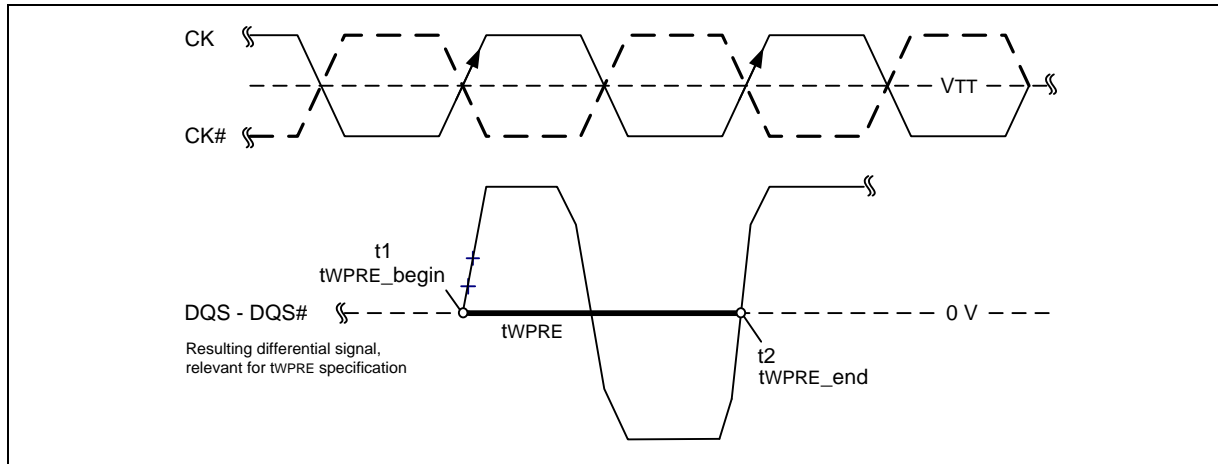 CK
VTT
CK#
t1
tWPRE_begin
DQS - DQS#
0 V
tWPRE
Resulting differential signal,
relevant for tWPRE specification
t2
tWPRE_end